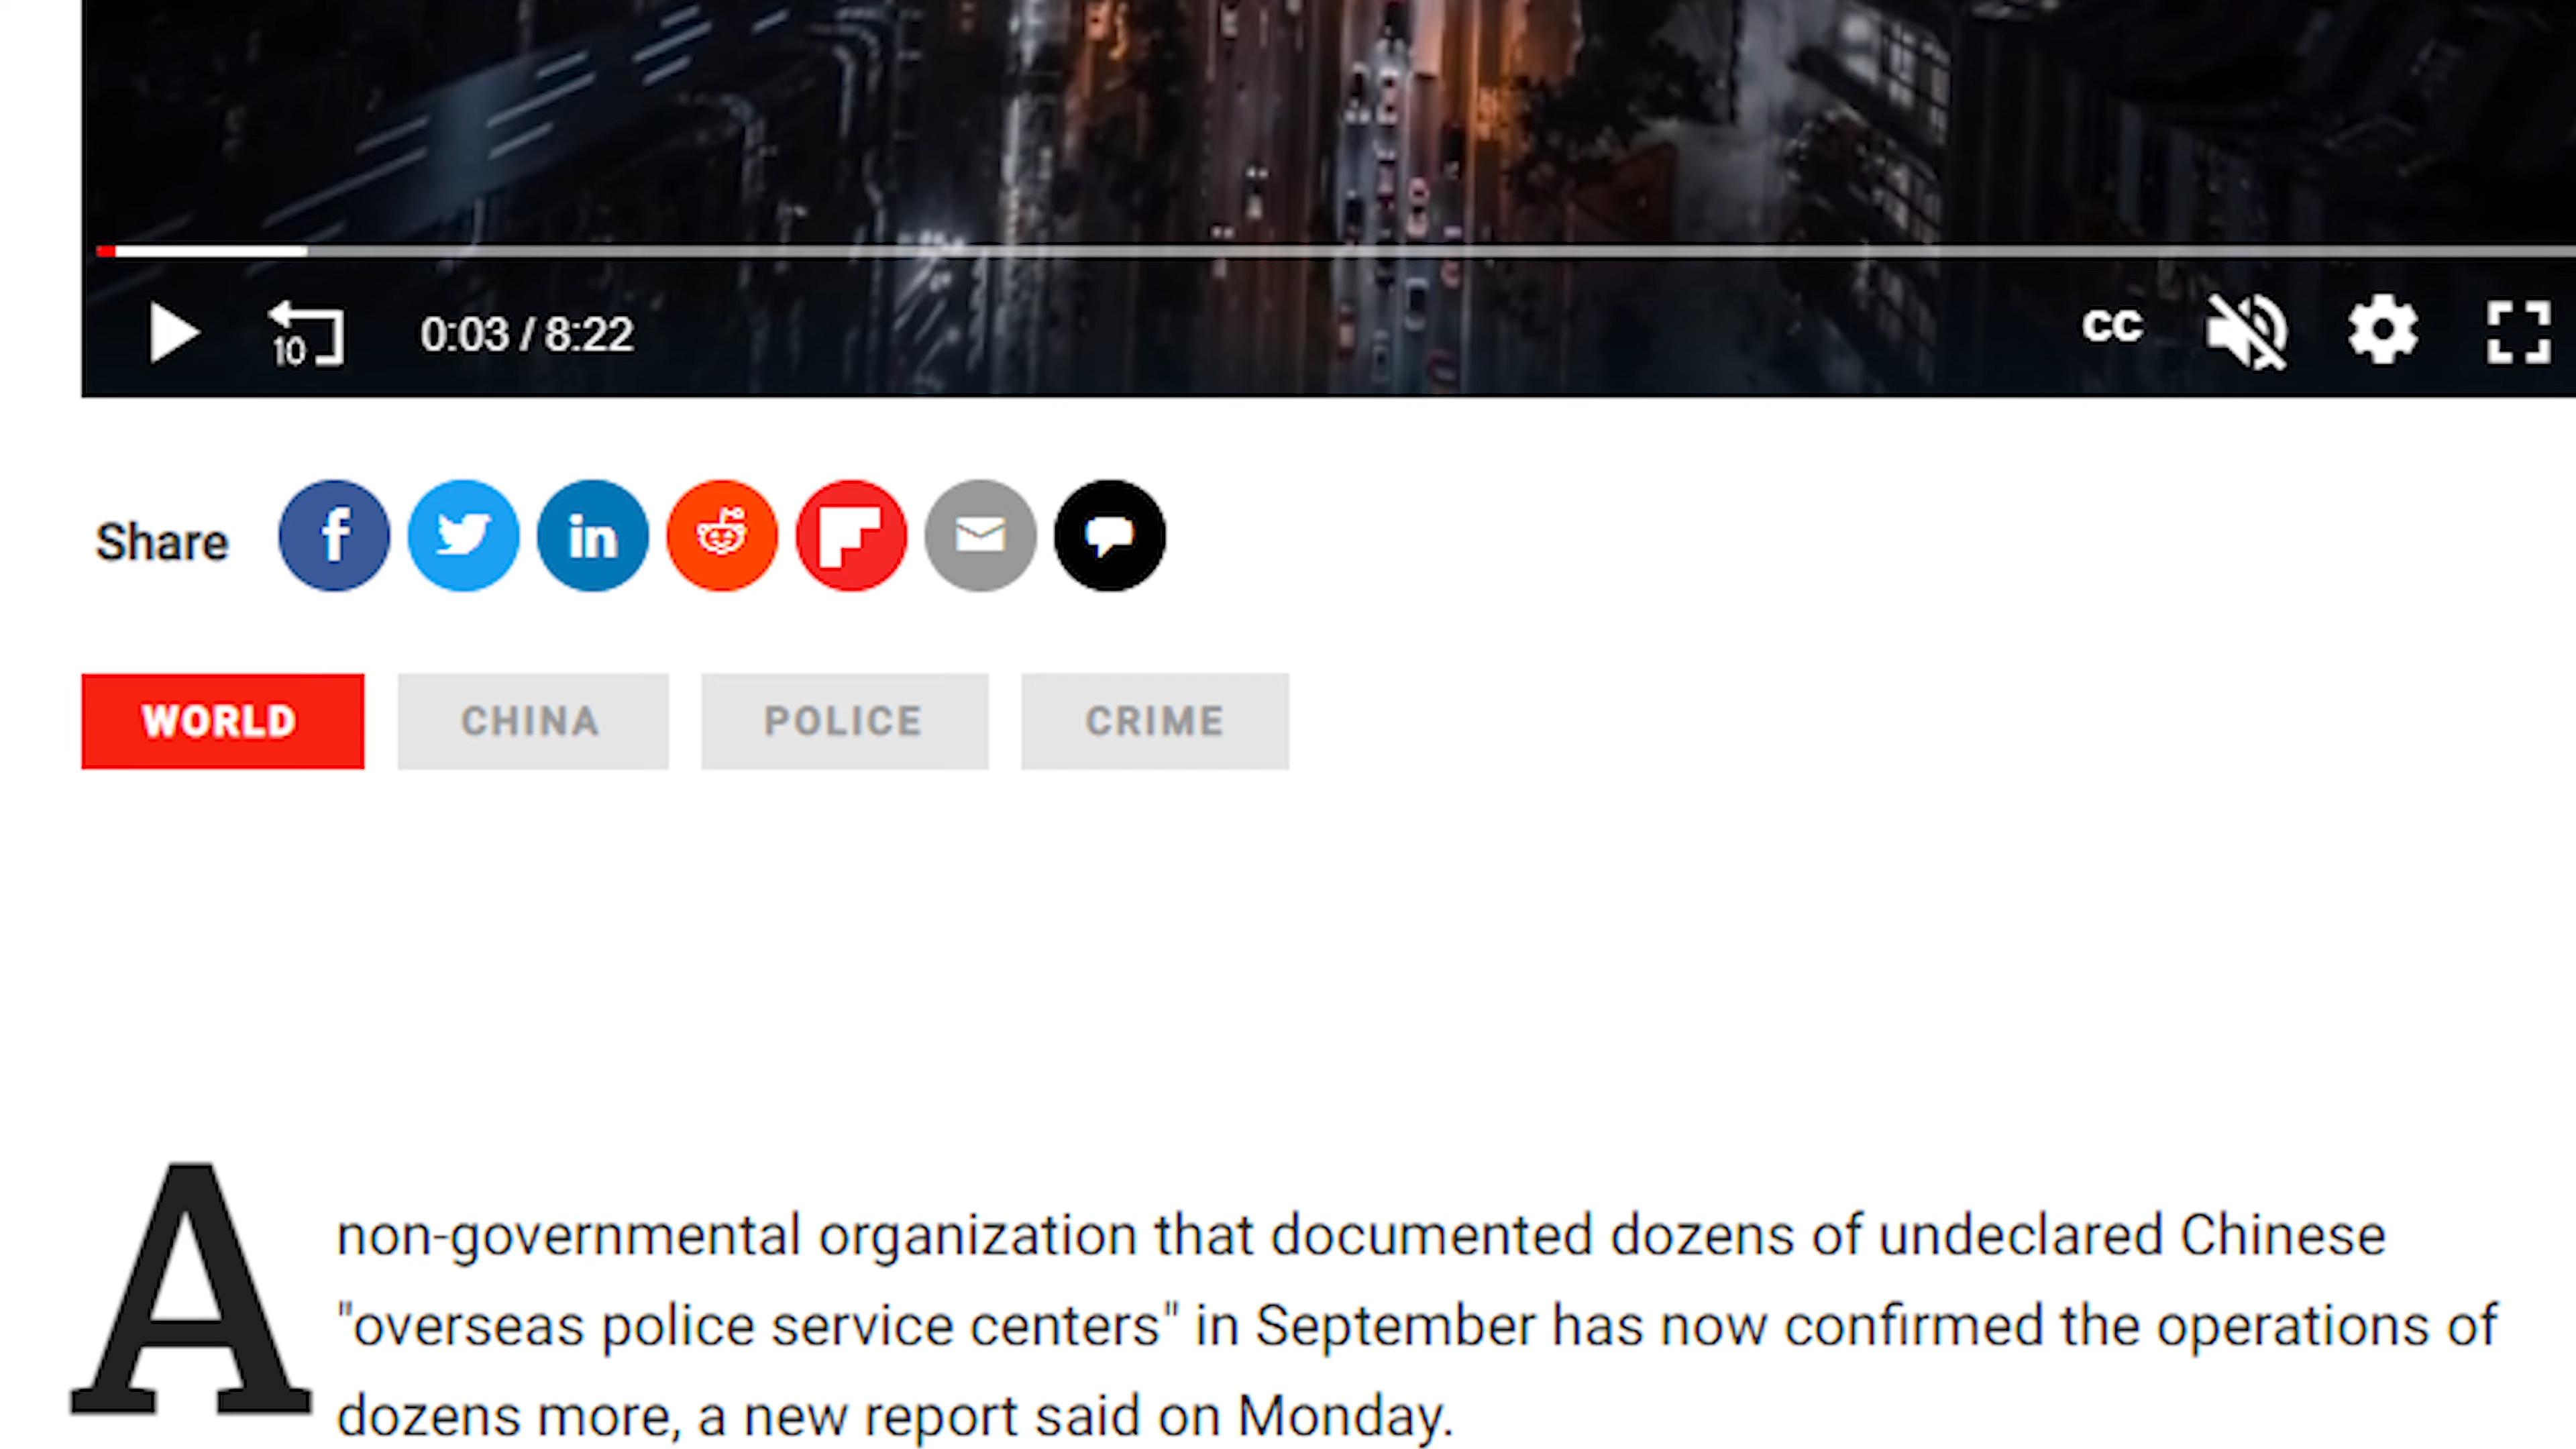 10
0:03 / 8:22
CC
Share
f
in
WORLD
CHINA
POLICE
CRIME
A non-governmental organization that documented dozens of undeclared Chinese
"overseas police service centers" in September has now confirmed the operations of
dozens more, a new report said on Monday.